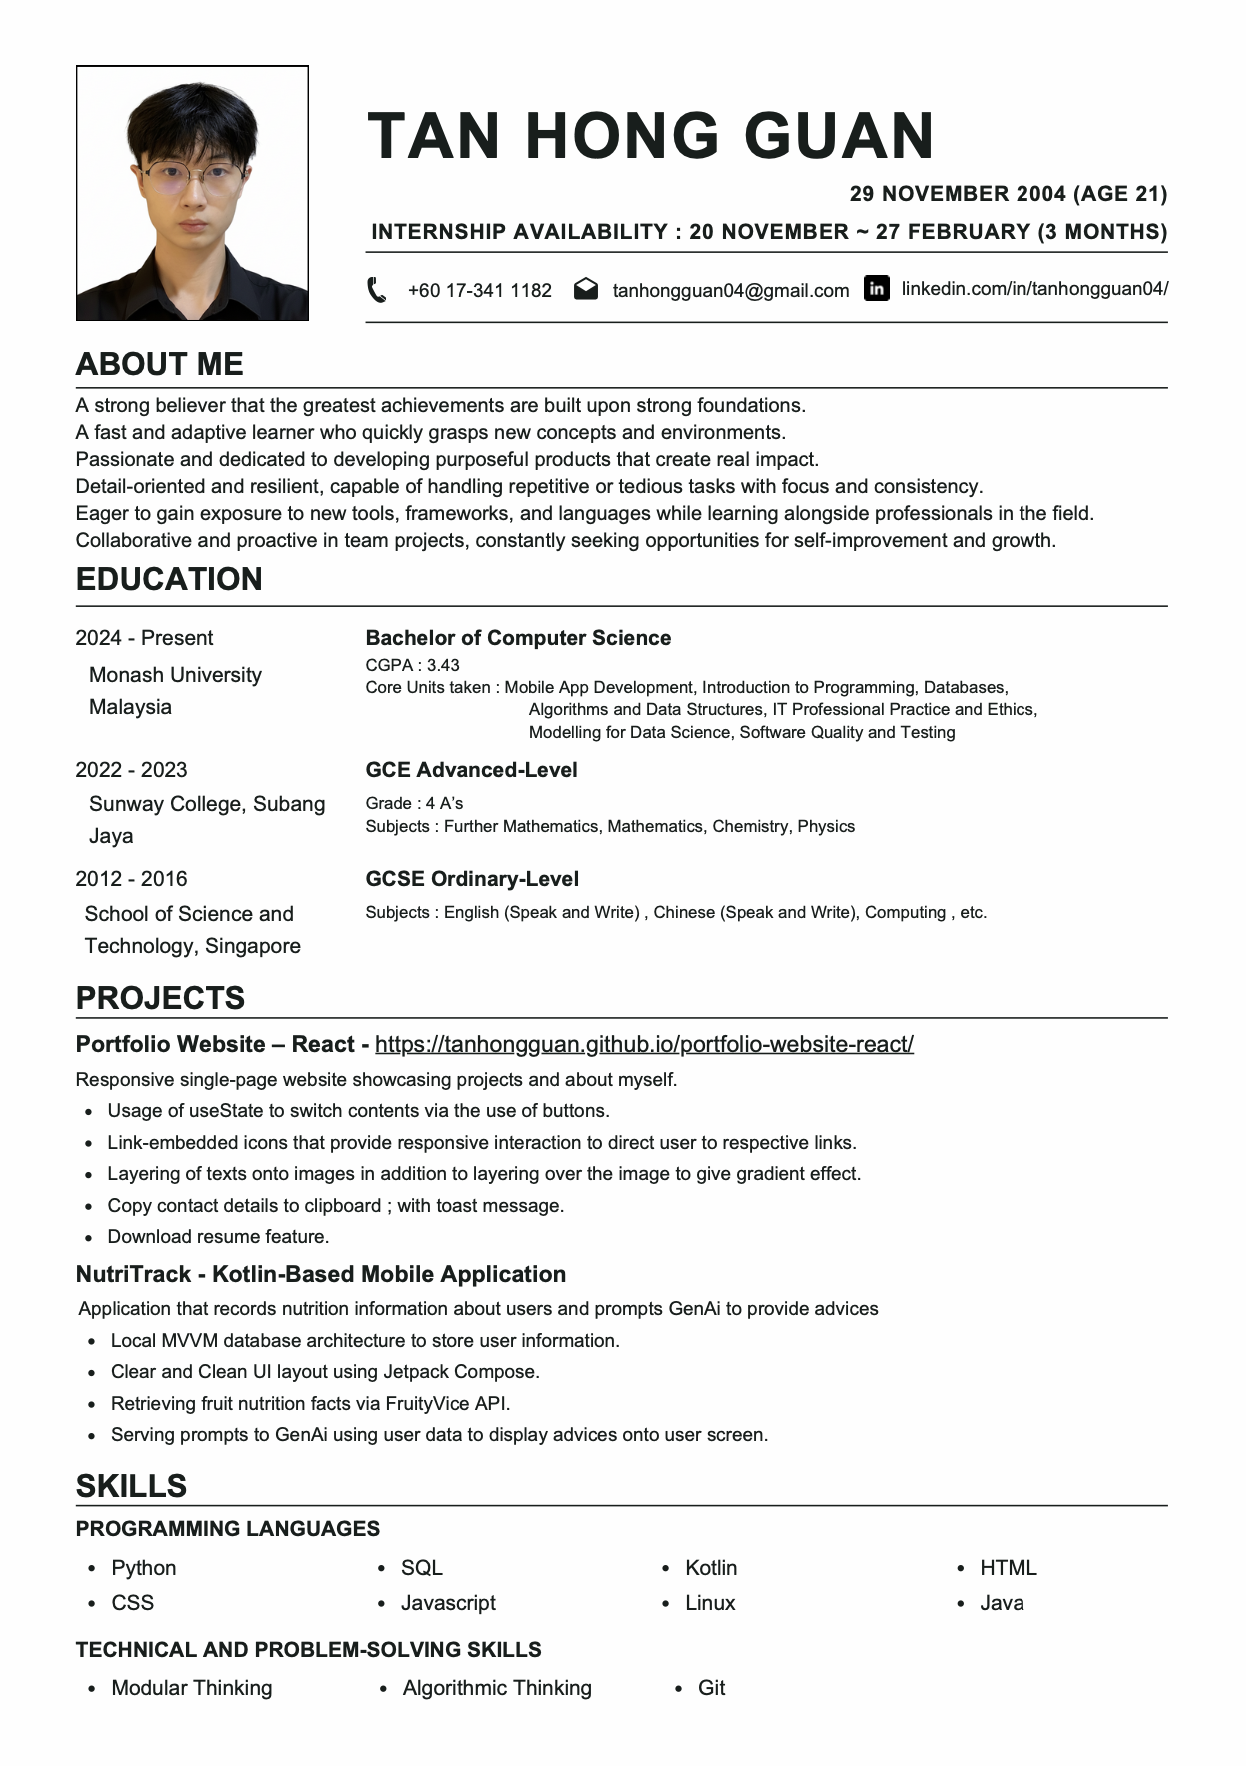 TAN HONG GUAN
29 NOVEMBER 2004 (AGE 21)
INTERNSHIP AVAILABILITY : 20 NOVEMBER ~ 27 FEBRUARY (3 MONTHS)
+60 17-341 1182 tanhongguan04@gmail.com in linkedin.com/in/tanhongguan04/
ABOUT ME
A strong believer that the greatest achievements are built upon strong foundations.
A fast and adaptive learner who quickly grasps new concepts and environments.
Passionate and dedicated to developing purposeful products that create real impact.
Detail-oriented and resilient, capable of handling repetitive or tedious tasks with focus and consistency.
Eager to gain exposure to new tools, frameworks, and languages while learning alongside professionals in the field.
Collaborative and proactive in team projects, constantly seeking opportunities for self-improvement and growth.
EDUCATION
2024 - Present
Monash University
Malaysia
Bachelor of Computer Science
CGPA : 3.43
Core Units taken : Mobile App Development, Introduction to Programming, Databases,
Algorithms and Data Structures, IT Professional Practice and Ethics,
Modelling for Data Science, Software Quality and Testing
2022 - 2023
Sunway College, Subang
Jaya
GCE Advanced-Level
Grade : 4 A’s
Subjects : Further Mathematics, Mathematics, Chemistry, Physics
2012 - 2016
School of Science and
Technology, Singapore
GCSE Ordinary-Level
Subjects : English (Speak and Write) , Chinese (Speak and Write), Computing , etc.
PROJECTS
Portfolio Website – React - https://tanhongguan.github.io/portfolio-website-react/
Responsive single-page website showcasing projects and about myself.
• Usage of useState to switch contents via the use of buttons.
• Link-embedded icons that provide responsive interaction to direct user to respective links.
• Layering of texts onto images in addition to layering over the image to give gradient effect.
• Copy contact details to clipboard ; with toast message.
• Download resume feature.
NutriTrack - Kotlin-Based Mobile Application
Application that records nutrition information about users and prompts GenAi to provide advices
• Local MVVM database architecture to store user information.
• Clear and Clean UI layout using Jetpack Compose.
• Retrieving fruit nutrition facts via FruityVice API.
• Serving prompts to GenAi using user data to display advices onto user screen.
SKILLS
PROGRAMMING LANGUAGES
• Python • SQL • Kotlin • HTML
• CSS • Javascript • Linux • Java
TECHNICAL AND PROBLEM-SOLVING SKILLS
• Modular Thinking • Algorithmic Thinking • Git